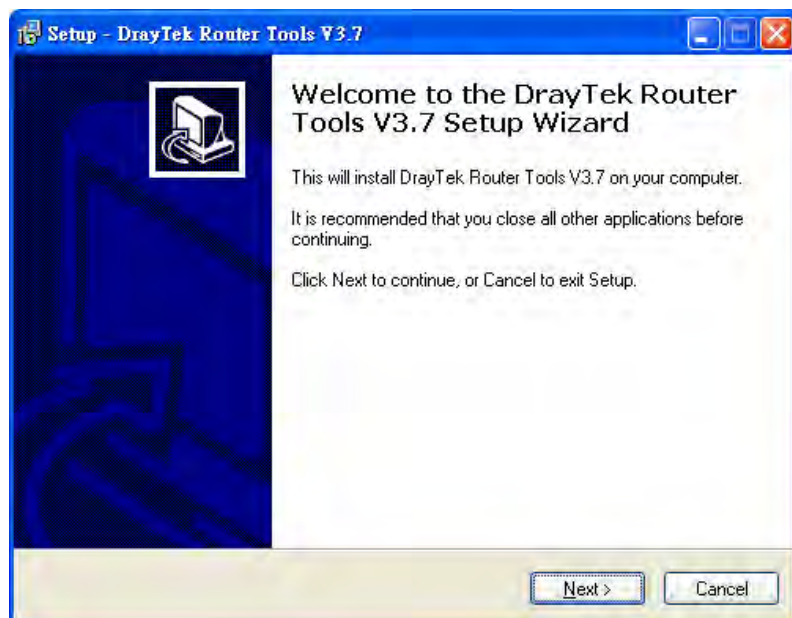 Setup - DrayTek Router Tools V3.7
Welcome to the DrayTek Router
Tools V3.7 Setup Wizard
This will install DrayTek Router Tools V3.7 on your computer.
It is recommended that you close all other applications before
continuing.
Click Next to continue, or Cancel to exit Setup.
Next >
Cancel